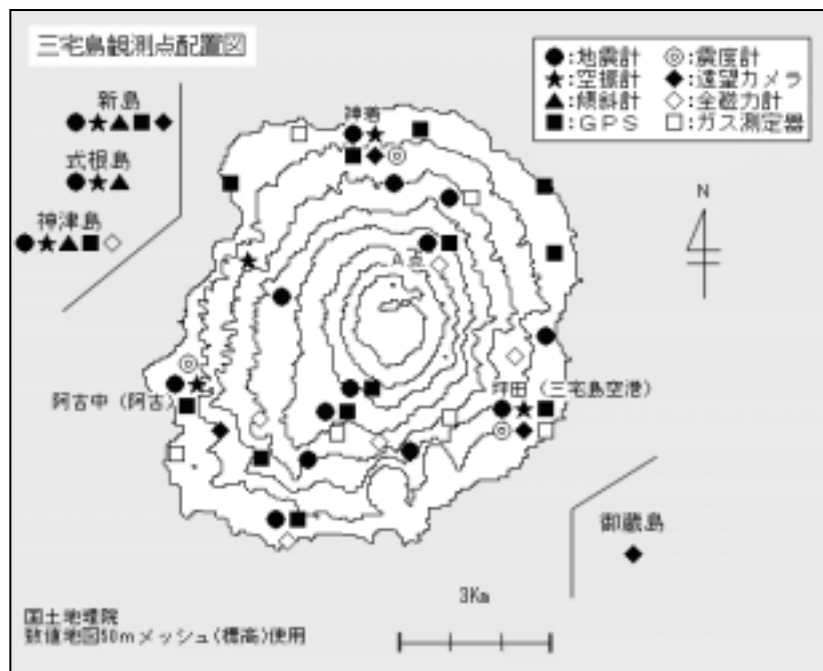 三宅島観測点配置図
●:地震計 ◎:震度計
★:空振計 ◆:遠望カメラ
▲:傾斜計 ◇:全磁力計
■:GPS □:ガス測定器
新島
式根島
神津島
神着
N
A点
阿古中(阿古)
坪田(三宅島空港)
御蔵島
3Km
国土地理院
数値地図50mメッシュ(標高)使用